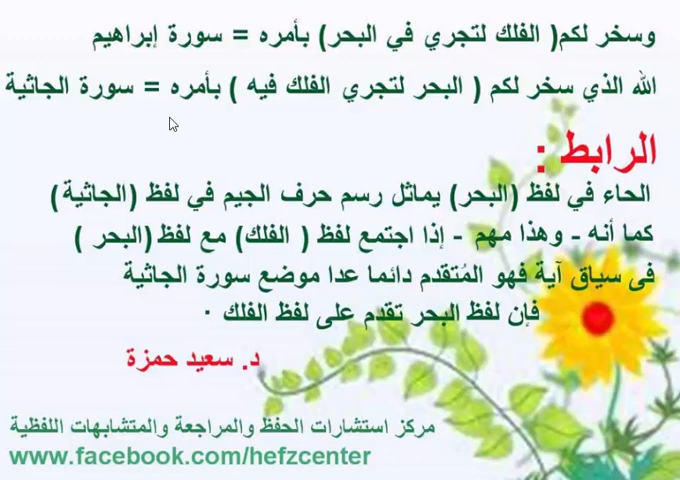 وسخر لكم( الفلك لتجري في البحر) بأمره = سورة إبراهيم
الله الذي سخر لكم ( البحر لتجري الفلك فيه ) بأمره = سورة الجاثية
الرابط :
الحاء في لفظ (البحر) يماثل رسم حرف الجيم في لفظ (الجاثية)
كما أنه - وهذا مهم - إذا اجتمع لفظ ( الفلك) مع لفظ (البحر )
فى سياق آية فهو المُتقدم دائما عدا موضع سورة الجاثية
فإن لفظ البحر تقدم على لفظ الفلك ٠
د. سعيد حمزة
مركز استشارات الحفظ والمراجعة والمتشابهات اللفظية
www.facebook.com/hefzcenter